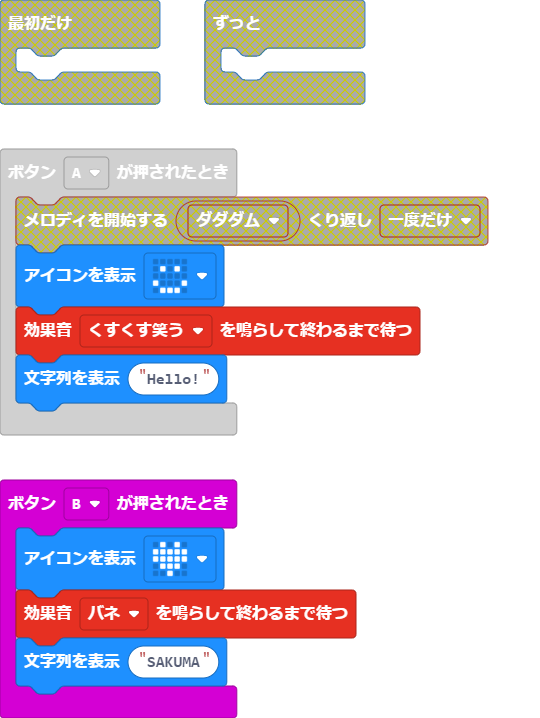 最初だけ ずっと
ボタン A が押されたとき
メロディを開始する ダダダム くり返し 一度だけ
アイコンを表示
効果音 くすくす笑う を鳴らして終わるまで待つ
文字列を表示 "Hello!"
ボタン B が押されたとき
アイコンを表示
効果音 バネ を鳴らして終わるまで待つ
文字列を表示 "SAKUMA"